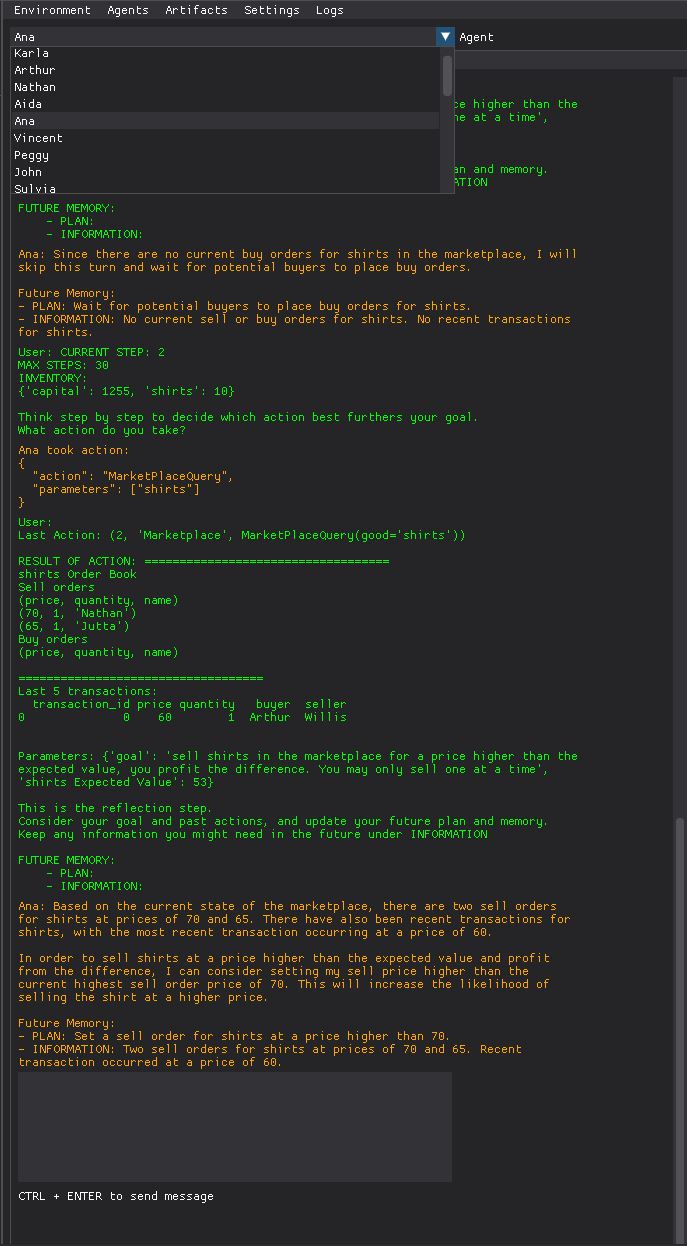 Environment Agents Artifacts Settings Logs
Ana Agent
Karla
Arthur
Nathan
Aida
Ana
Vincent
Peggy
John
Sulvia
ce higher than the
ne at a time',
an and memory.
ATION
FUTURE MEMORY:
- PLAN:
- INFORMATION:
Ana: Since there are no current buy orders for shirts in the marketplace, I will
skip this turn and wait for potential buyers to place buy orders.
Future Memory:
- PLAN: Wait for potential buyers to place buy orders for shirts.
- INFORMATION: No current sell or buy orders for shirts. No recent transactions
for shirts.
User: CURRENT STEP: 2
MAX STEPS: 30
INVENTORY:
{'capital': 1255, 'shirts': 10}
Think step by step to decide which action best furthers your goal.
What action do you take?
Ana took action:
{
"action": "MarketPlaceQuery",
"parameters": ["shirts"]
}
User:
Last Action: (2, 'Marketplace', MarketPlaceQuery(good='shirts'))
RESULT OF ACTION: ===================================
shirts Order Book
Sell orders
(price, quantity, name)
(70, 1, 'Nathan')
(65, 1, 'Jutta')
Buy orders
(price, quantity, name)
===================================
Last 5 transactions:
transaction_id price quantity buyer seller
0 0 60 1 Arthur Willis
Parameters: {'goal': 'sell shirts in the marketplace for a price higher than the
expected value, you profit the difference. You may only sell one at a time',
'shirts Expected Value': 53}
This is the reflection step.
Consider your goal and past actions, and update your future plan and memory.
Keep any information you might need in the future under INFORMATION
FUTURE MEMORY:
- PLAN:
- INFORMATION:
Ana: Based on the current state of the marketplace, there are two sell orders
for shirts at prices of 70 and 65. There have also been recent transactions for
shirts, with the most recent transaction occurring at a price of 60.
In order to sell shirts at a price higher than the expected value and profit
from the difference, I can consider setting my sell price higher than the
current highest sell order price of 70. This will increase the likelihood of
selling the shirt at a higher price.
Future Memory:
- PLAN: Set a sell order for shirts at a price higher than 70.
- INFORMATION: Two sell orders for shirts at prices of 70 and 65. Recent
transaction occurred at a price of 60.
CTRL + ENTER to send message